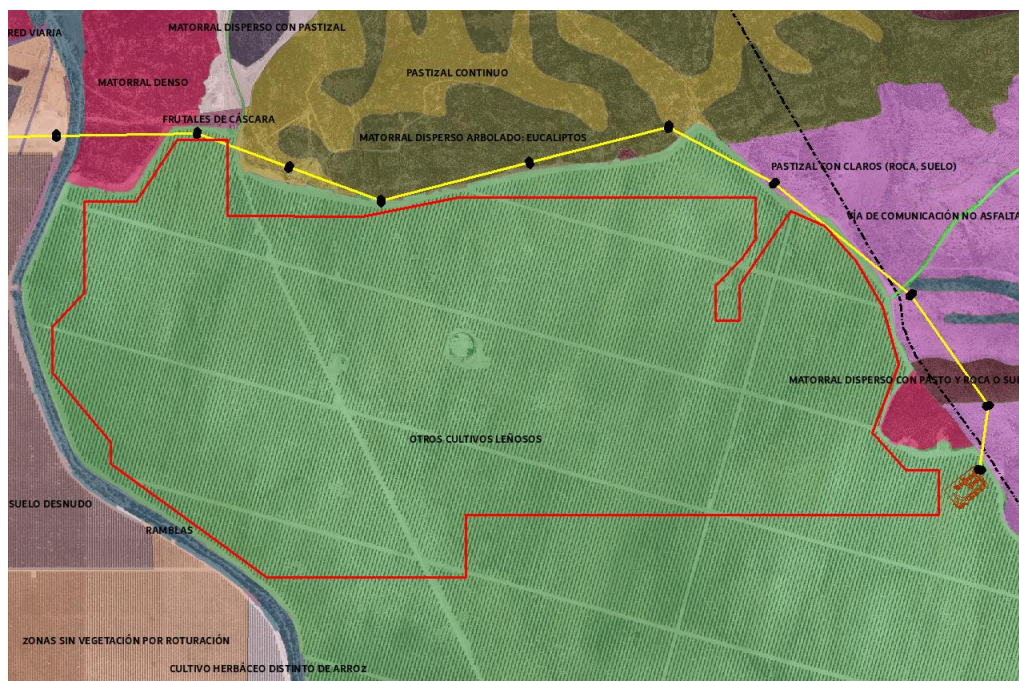 MATORRAL DISPERSO CON PASTIZAL
RED VIARIA
PASTIZAL CONTINUO
MATORRAL DENSO
FRUTALES DE CÁSCARA
MATORRAL DISPERSO ARBOLADO: EUCALIPTOS
PASTIZAL CON CLAROS (ROCA, SUELO)
VÍA DE COMUNICACIÓN NO ASFALTA
MATORRAL DISPERSO CON PASTO Y ROCA O SUE
OTROS CULTIVOS LEÑOSOS
SUELO DESNUDO
RAMBLAS
ZONAS SIN VEGETACIÓN POR ROTURACIÓN
CULTIVO HERBÁCEO DISTINTO DE ARROZ